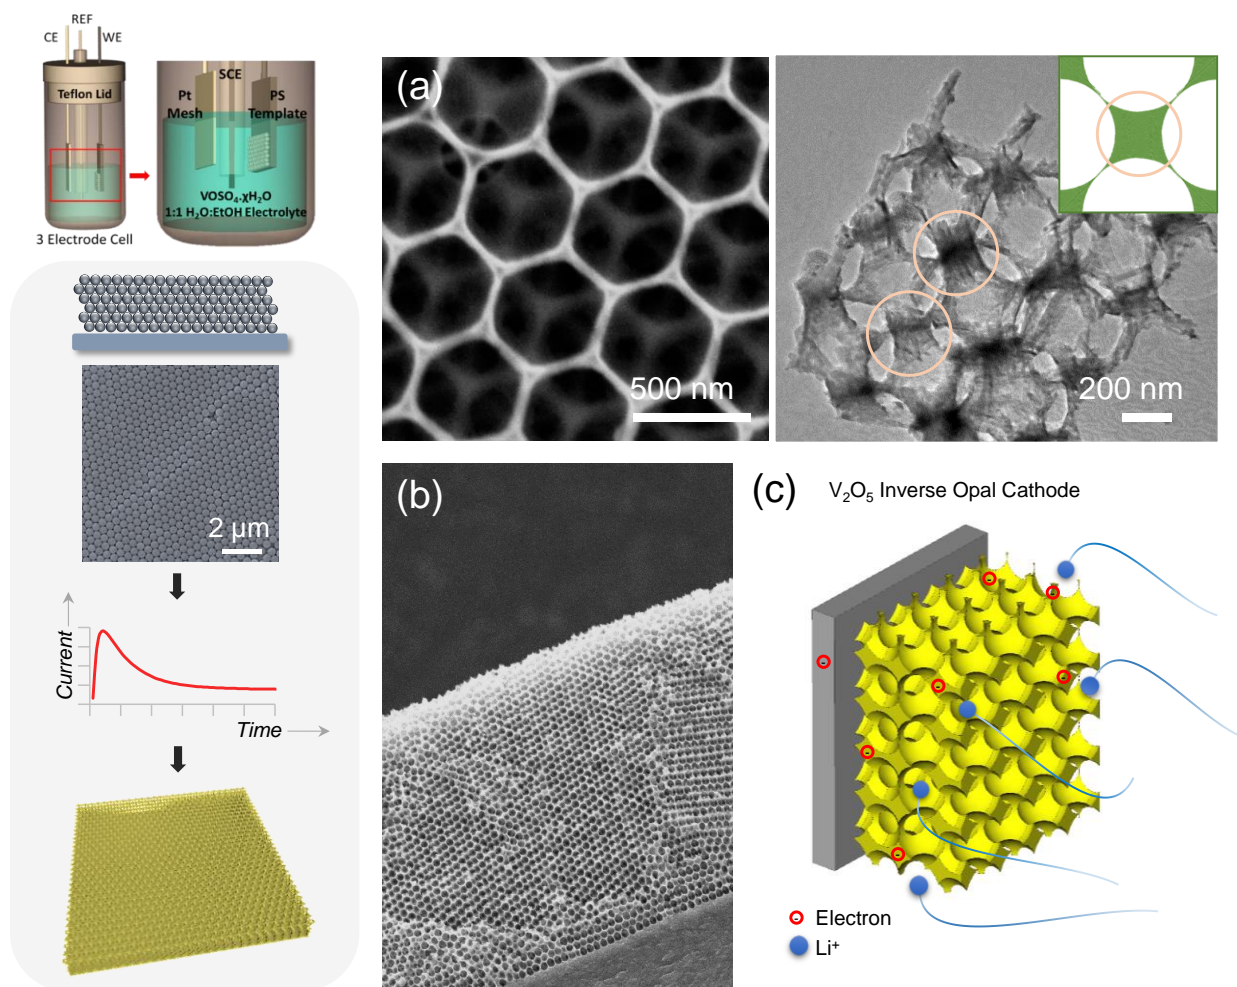 REF
CE
WE
Teflon Lid
3 Electrode Cell
SCE
Pt
Mesh
PS
Template
VOSO₄.χH₂O
1:1 H₂O:EtOH Electrolyte
2 µm
Current
Time
(a)
500 nm
200 nm
(b)
(c)
V₂O₅ Inverse Opal Cathode
Electron
Li⁺